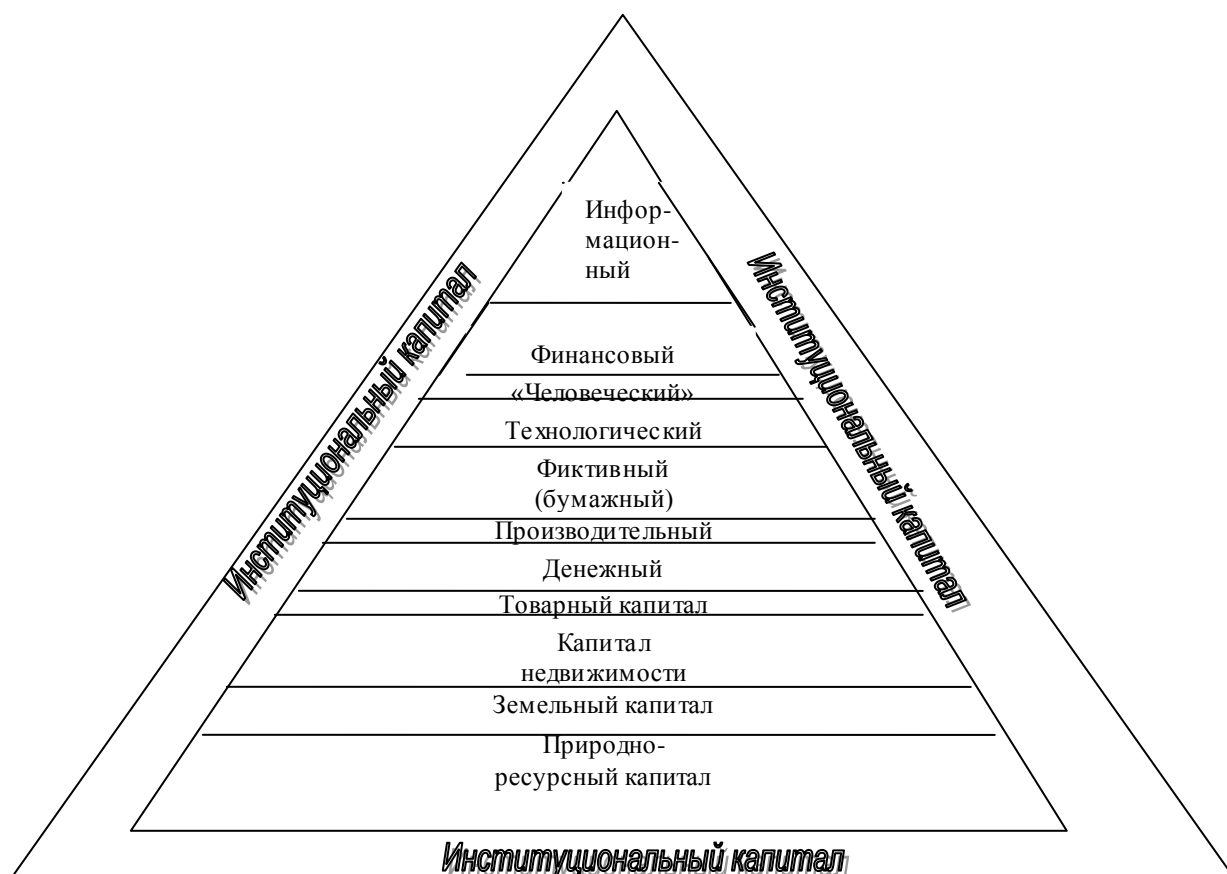 Инфор-
мацион-
ный
Институциональный капитал
Институциональный капитал
Финансовый
«Человеческий»
Технологический
Фиктивный
(бумажный)
Производительный
Денежный
Товарный капитал
Капитал
недвижимости
Земельный капитал
Природно-
ресурсный капитал
Институциональный капитал